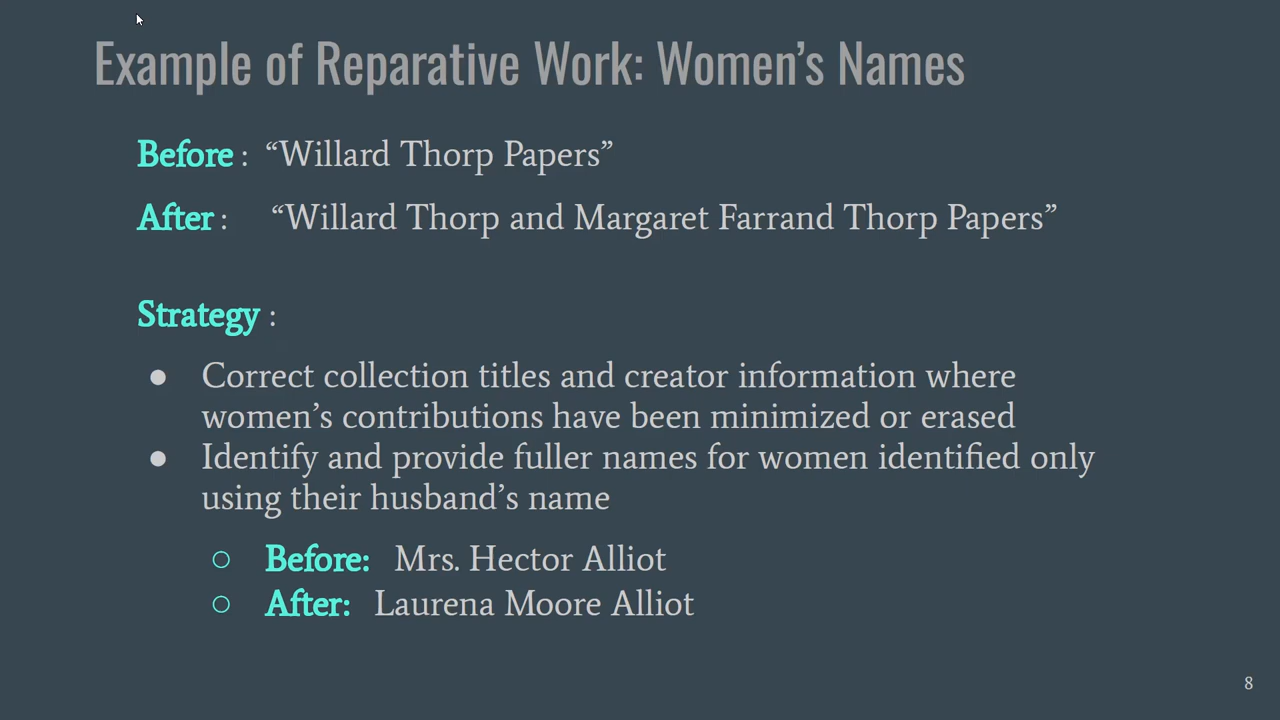 Example of Reparative Work: Women’s Names
Before : “Willard Thorp Papers”
After : “Willard Thorp and Margaret Farrand Thorp Papers”
Strategy :
● Correct collection titles and creator information where
women’s contributions have been minimized or erased
● Identify and provide fuller names for women identified only
using their husband’s name
○ Before: Mrs. Hector Alliot
○ After: Laurena Moore Alliot
8